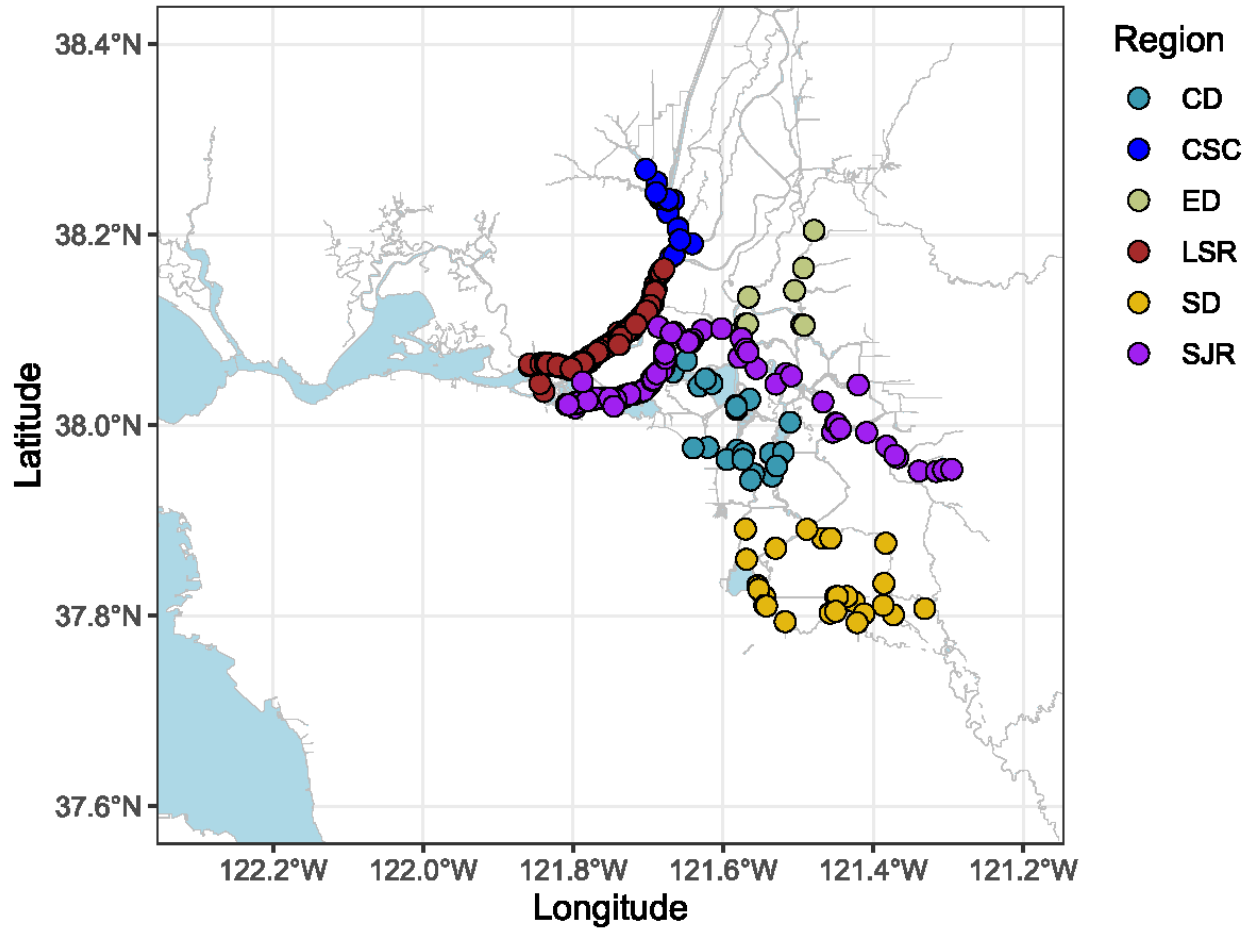 Region
CD
CSC
ED
LSR
SD
SJR
38.4°N
38.2°N
38.0°N
37.8°N
37.6°N
Latitude
122.2°W 122.0°W 121.8°W 121.6°W 121.4°W 121.2°W
Longitude